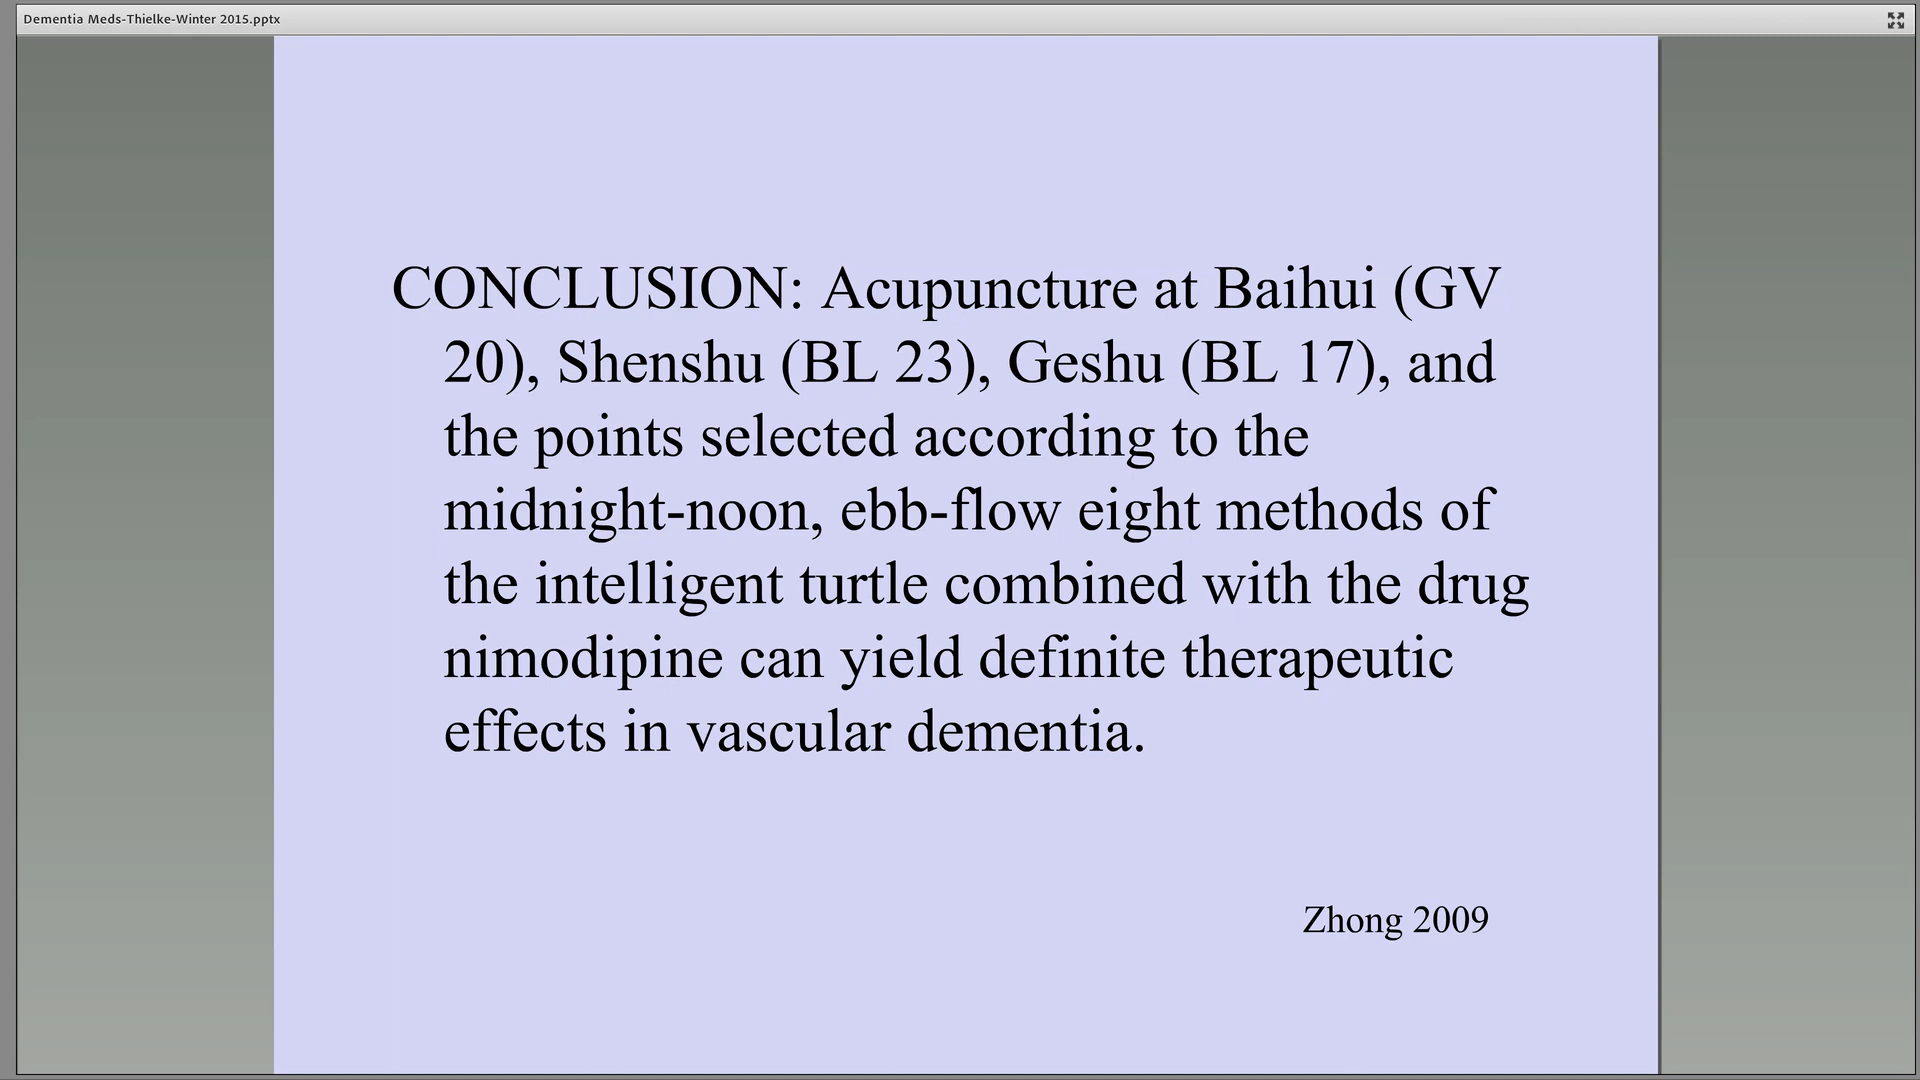 Dementia Meds-Thielke-Winter 2015.pptx
CONCLUSION: Acupuncture at Baihui (GV
20), Shenshu (BL 23), Geshu (BL 17), and
the points selected according to the
midnight-noon, ebb-flow eight methods of
the intelligent turtle combined with the drug
nimodipine can yield definite therapeutic
effects in vascular dementia.
Zhong 2009